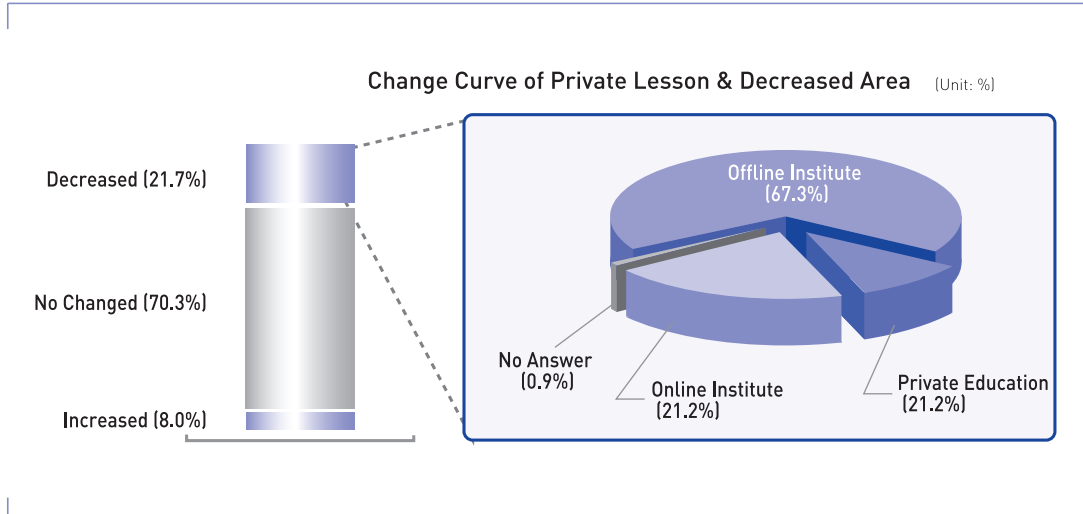 Change Curve of Private Lesson & Decreased Area (Unit: %)
Decreased (21.7%)
No Changed (70.3%)
Increased (8.0%)
Offline Institute
(67.3%)
No Answer
(0.9%)
Online Institute
(21.2%)
Private Education
(21.2%)